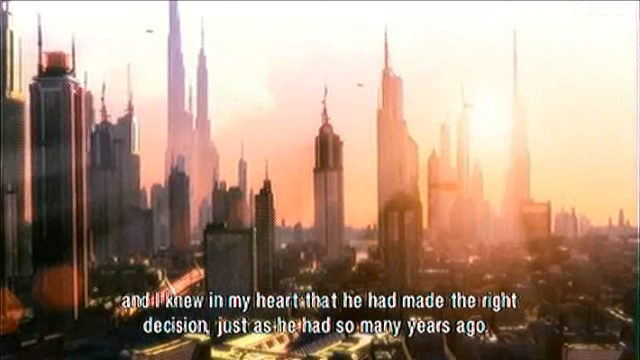 and I knew in my heart that he had made the right
decision, just as he had so many years ago.